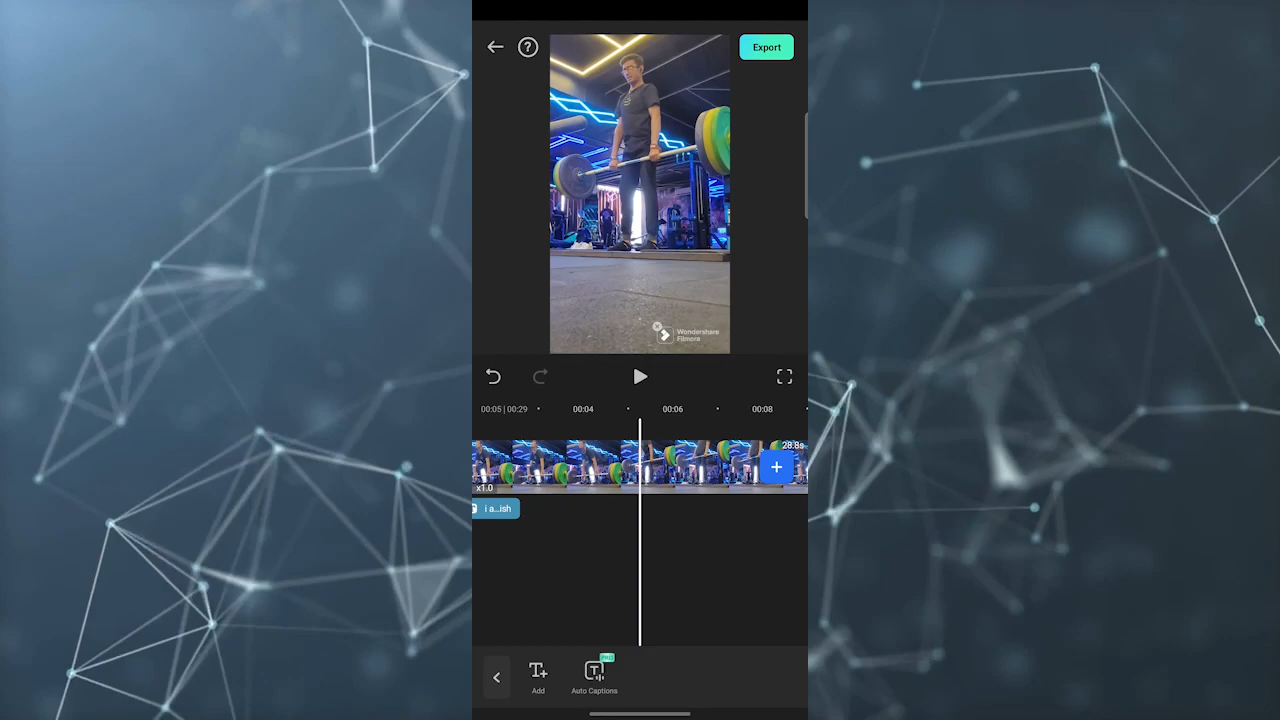 Export
Wondershare
Filmora
00:05 | 00:29
00:04
00:06
00:08
28.8s
x1.0
i a..ish
PRO
Add
Auto Captions